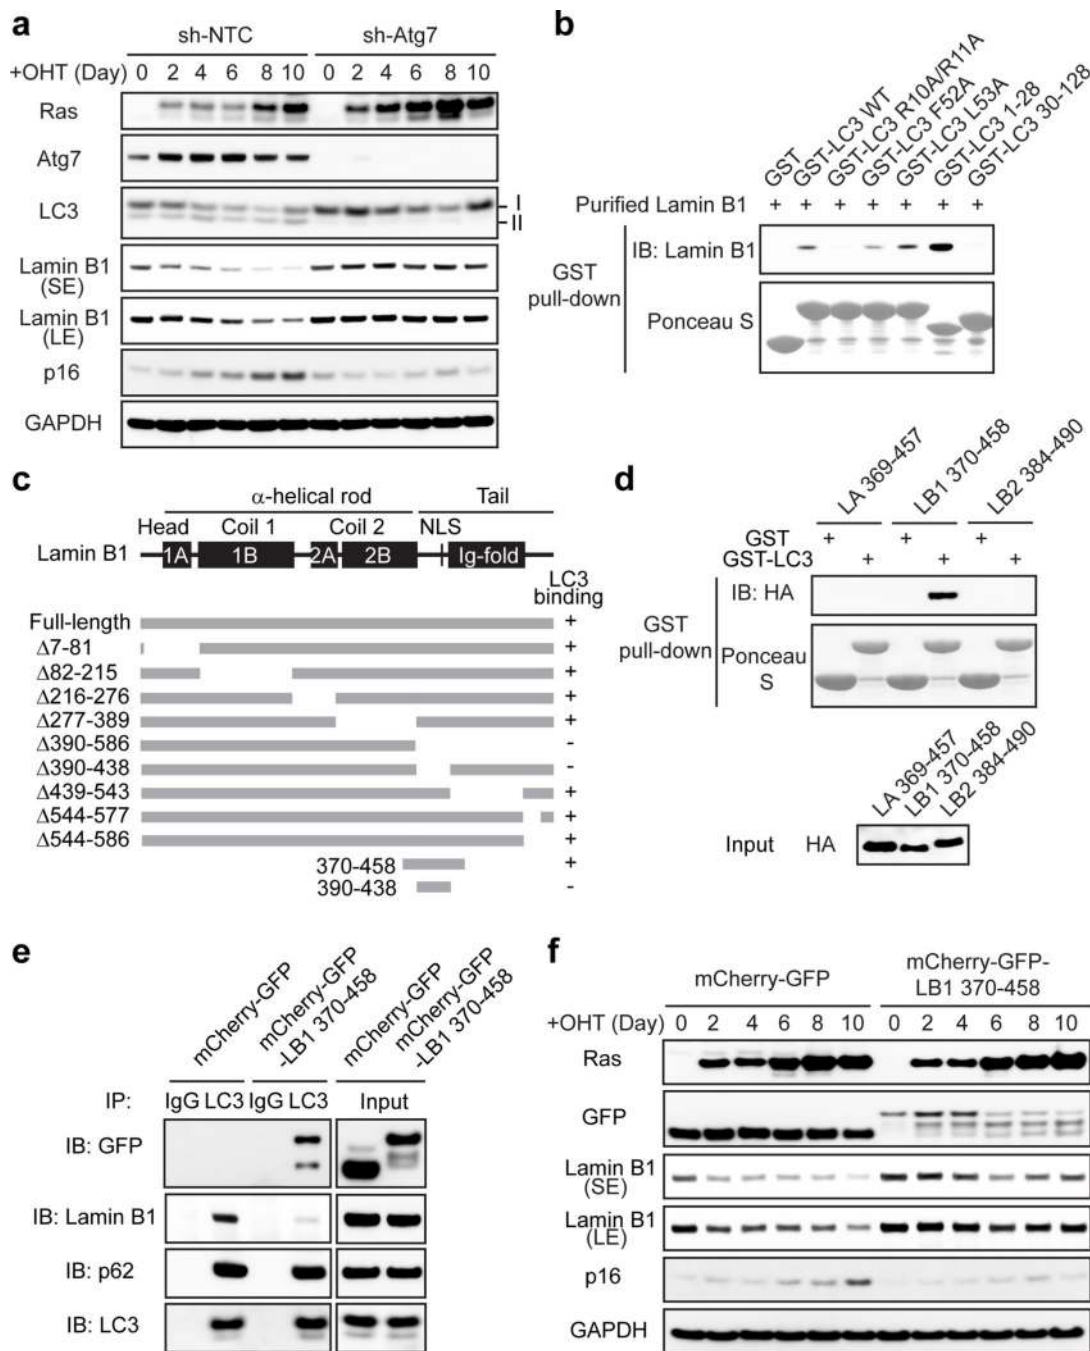 a
sh-NTC sh-Atg7
+OHT (Day) 0 2 4 6 8 10 0 2 4 6 8 10
Ras
Atg7
LC3
I
II
Lamin B1
(SE)
Lamin B1
(LE)
p16
GAPDH
b
GST
GST-LC3 WT
GST-LC3 R10A/R11A
GST-LC3 F52A
GST-LC3 L53A
GST-LC3 1-28
GST-LC3 30-128
Purified Lamin B1 + + + + + + +
IB: Lamin B1
GST
pull-down
Ponceau S
c
α-helical rod Tail
Head Coil 1 Coil 2 NLS
Lamin B1 1A 1B 2A 2B Ig-fold
LC3
binding
Full-length +
Δ7-81 +
Δ82-215 +
Δ216-276 +
Δ277-389 +
Δ390-586 -
Δ390-438 -
Δ439-543 +
Δ544-577 +
Δ544-586 +
370-458 +
390-438 -
d
LA 369-457
LB1 370-458
LB2 384-490
GST + + +
GST-LC3 + + +
IB: HA
GST
pull-down
Ponceau
S
LA 369-457
LB1 370-458
LB2 384-490
Input HA
e
mCherry-GFP
mCherry-GFP
-LB1 370-458
mCherry-GFP
mCherry-GFP
-LB1 370-458
IP: IgG LC3 IgG LC3 Input
IB: GFP
IB: Lamin B1
IB: p62
IB: LC3
f
mCherry-GFP
mCherry-GFP-
LB1 370-458
+OHT (Day) 0 2 4 6 8 10 0 2 4 6 8 10
Ras
GFP
Lamin B1
(SE)
Lamin B1
(LE)
p16
GAPDH